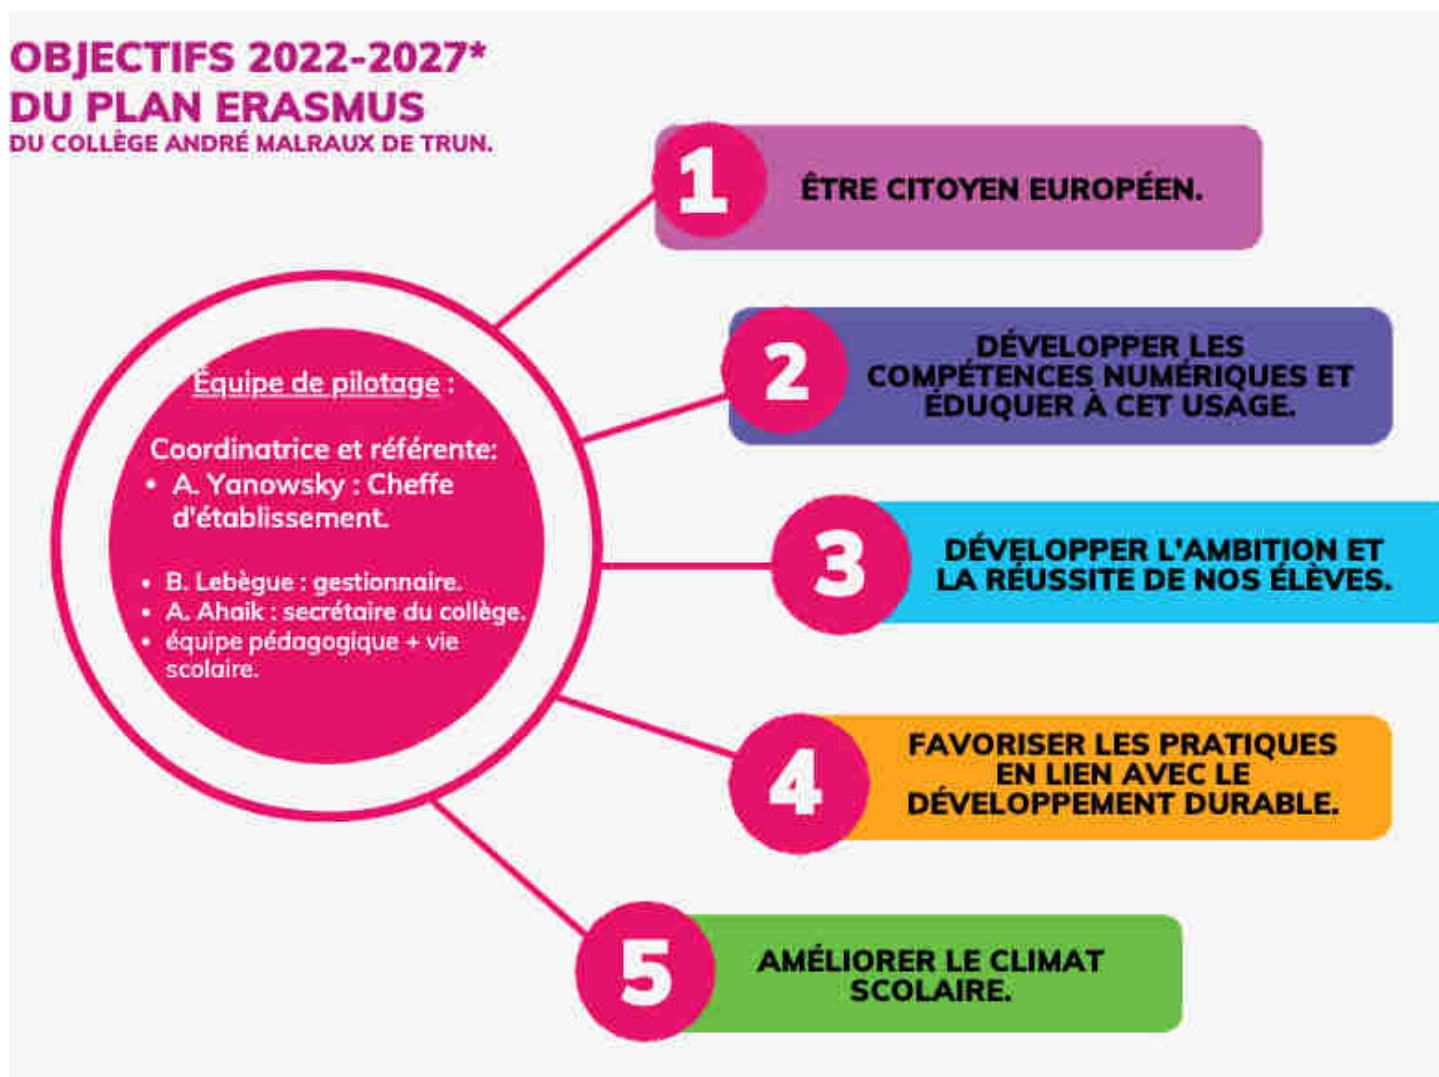 OBJECTIFS 2022-2027*
DU PLAN ERASMUS
DU COLLÈGE ANDRÉ MALRAUX DE TRUN.
1
ÊTRE CITOYEN EUROPÉEN.
2
DÉVELOPPER LES
COMPÉTENCES NUMÉRIQUES ET
ÉDUQUER À CET USAGE.
Équipe de pilotage :
Coordinatrice et référente:
• A. Yanowsky : Cheffe
d'établissement.
• B. Lebègue : gestionnaire.
• A. Ahaik : secrétaire du collège.
• équipe pédagogique + vie
scolaire.
3
DÉVELOPPER L'AMBITION ET
LA RÉUSSITE DE NOS ÉLÈVES.
4
FAVORISER LES PRATIQUES
EN LIEN AVEC LE
DÉVELOPPEMENT DURABLE.
5
AMÉLIORER LE CLIMAT
SCOLAIRE.